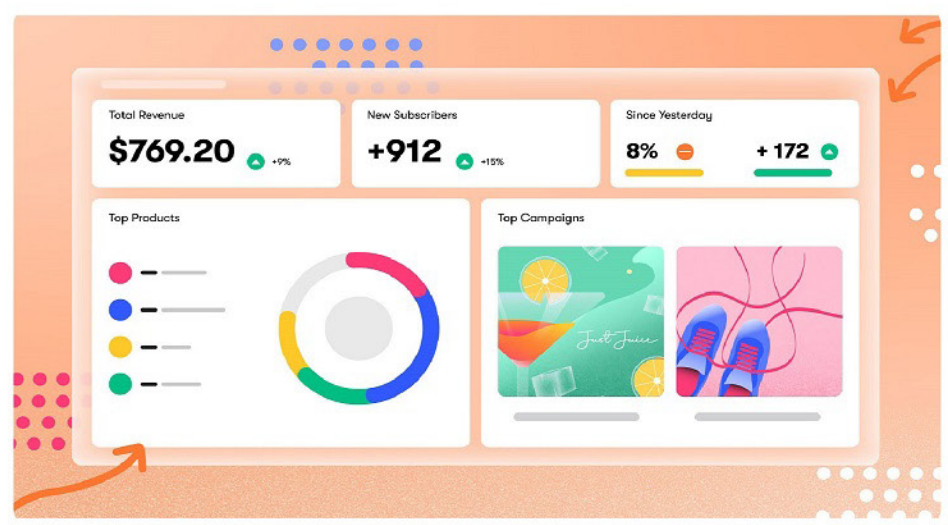 Total Revenue
$769.20 +9%
New Subscribers
+912 +15%
Since Yesterday
8% + 172
Top Products
Top Campaigns
Just Juice